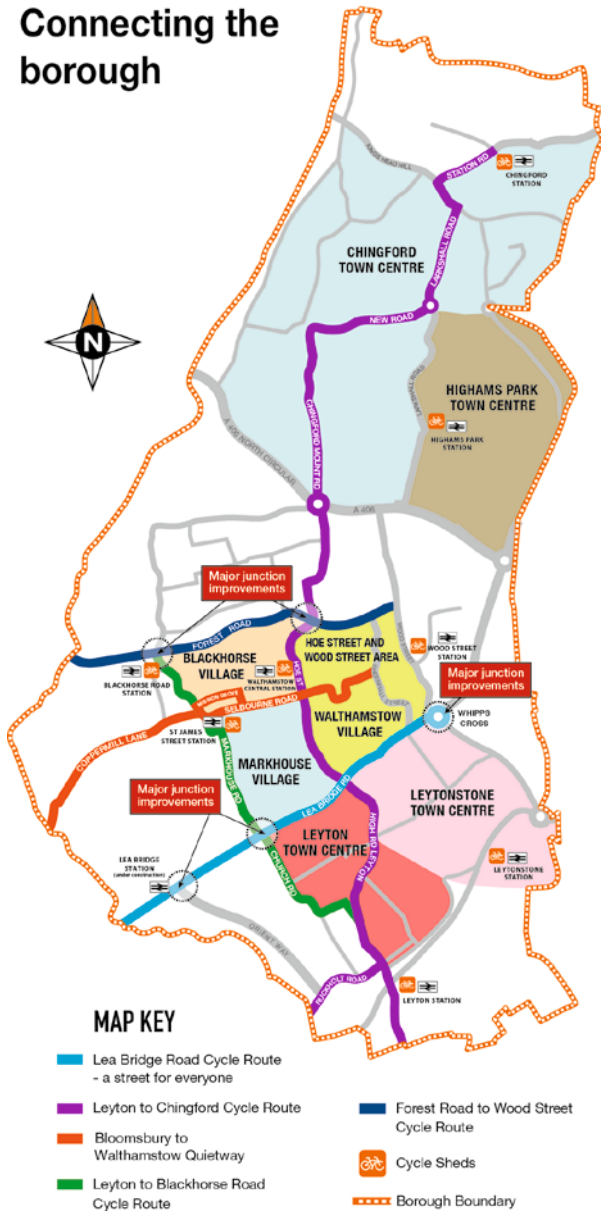 Connecting the
borough
KINGS HEAD HILL
STATION RD
CHINGFORD
STATION
LARKSHALL ROAD
CHINGFORD
TOWN CENTRE
N
NEW ROAD
LARKSHALL ROAD
HIGHAMS PARK
TOWN CENTRE
HIGHAMS PARK
STATION
CHINGFORD MOUNT RD
A 406 NORTH CIRCULAR
A 406
Major junction
improvements
FOREST ROAD
HOE STREET AND
WOOD STREET AREA
WOOD STREET
STATION
BLACKHORSE
VILLAGE
BLACKHORSE ROAD
STATION
WALTHAMSTOW
CENTRAL STATION
HOE ST
Major junction
improvements
SELBOURNE ROAD
ST JAMES
STREET STATION
COPPERMILL LANE
WALTHAMSTOW
VILLAGE
WHIPPS
CROSS
MARKHOUSE RD
MARKHOUSE
VILLAGE
LEA BRIDGE RD
LEYTONSTONE
TOWN CENTRE
Major junction
improvements
LEYTON
TOWN CENTRE
HIGH RD LEYTON
LEA BRIDGE
STATION
(under construction)
CHURCH RD
LEYTONSTONE
STATION
ORIENT WAY
RUCKHOLT ROAD
LEYTON STATION
MAP KEY
Lea Bridge Road Cycle Route
- a street for everyone
Leyton to Chingford Cycle Route
Bloomsbury to
Walthamstow Quietway
Leyton to Blackhorse Road
Cycle Route
Forest Road to Wood Street
Cycle Route
Cycle Sheds
Borough Boundary